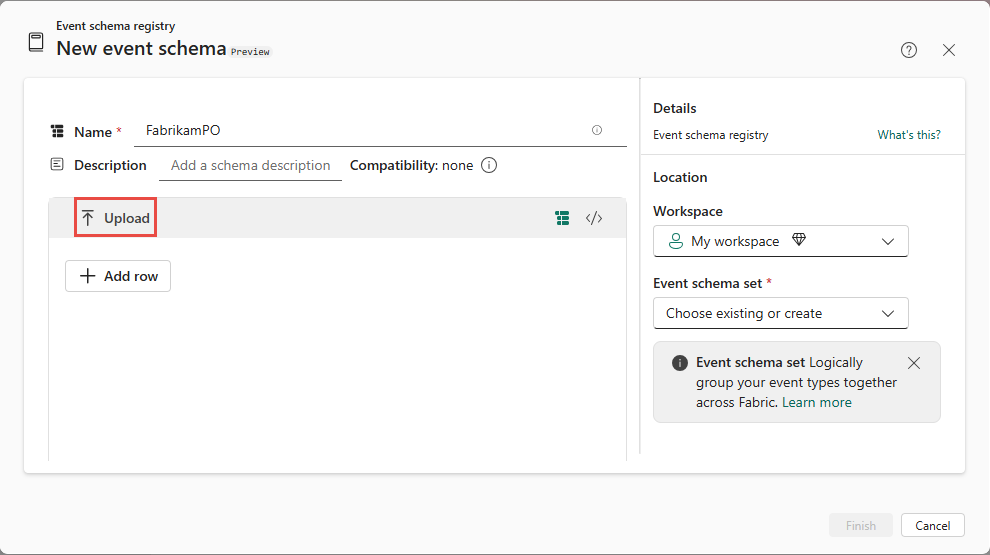 Event schema registry
New event schema Preview
Name *
FabrikamPO
Description
Add a schema description
Compatibility: none
Upload
</>
Add row
Details
Event schema registry
What's this?
Location
Workspace
My workspace
Event schema set *
Choose existing or create
Event schema set Logically
group your event types together
across Fabric. Learn more
Finish
Cancel